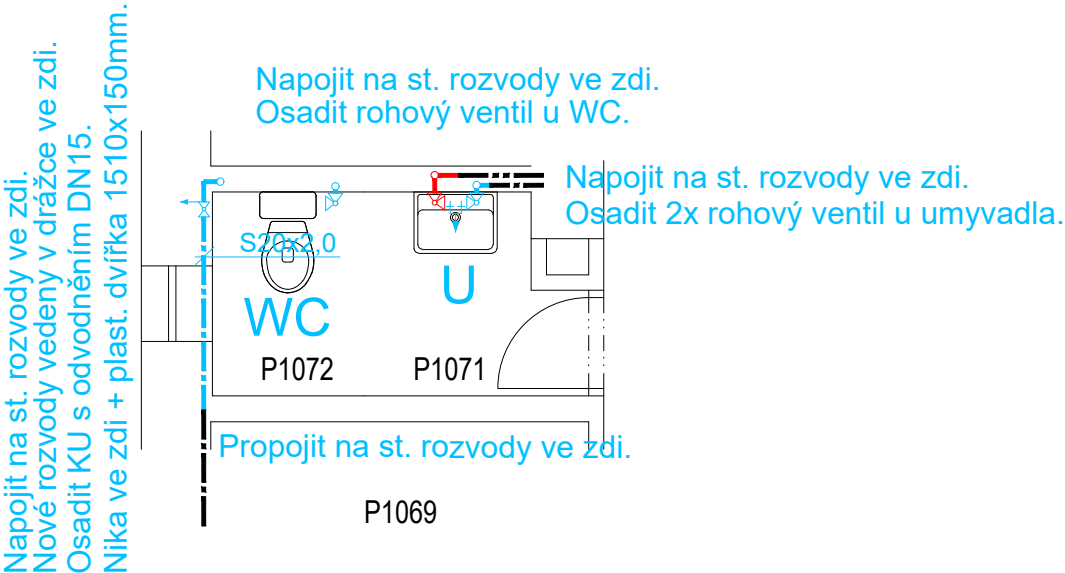 Napojit na st. rozvody ve zdi.
Nové rozvody vedeny v drážce ve zdi.
Osadit KU s odvodněním DN15.
Nika ve zdi + plast. dvířka 1510x150mm.
Napojit na st. rozvody ve zdi.
Osadit rohový ventil u WC.
Napojit na st. rozvody ve zdi.
Osadit 2x rohový ventil u umyvadla.
S20x2,0
WC
U
P1072
P1071
Propojit na st. rozvody ve zdi.
P1069